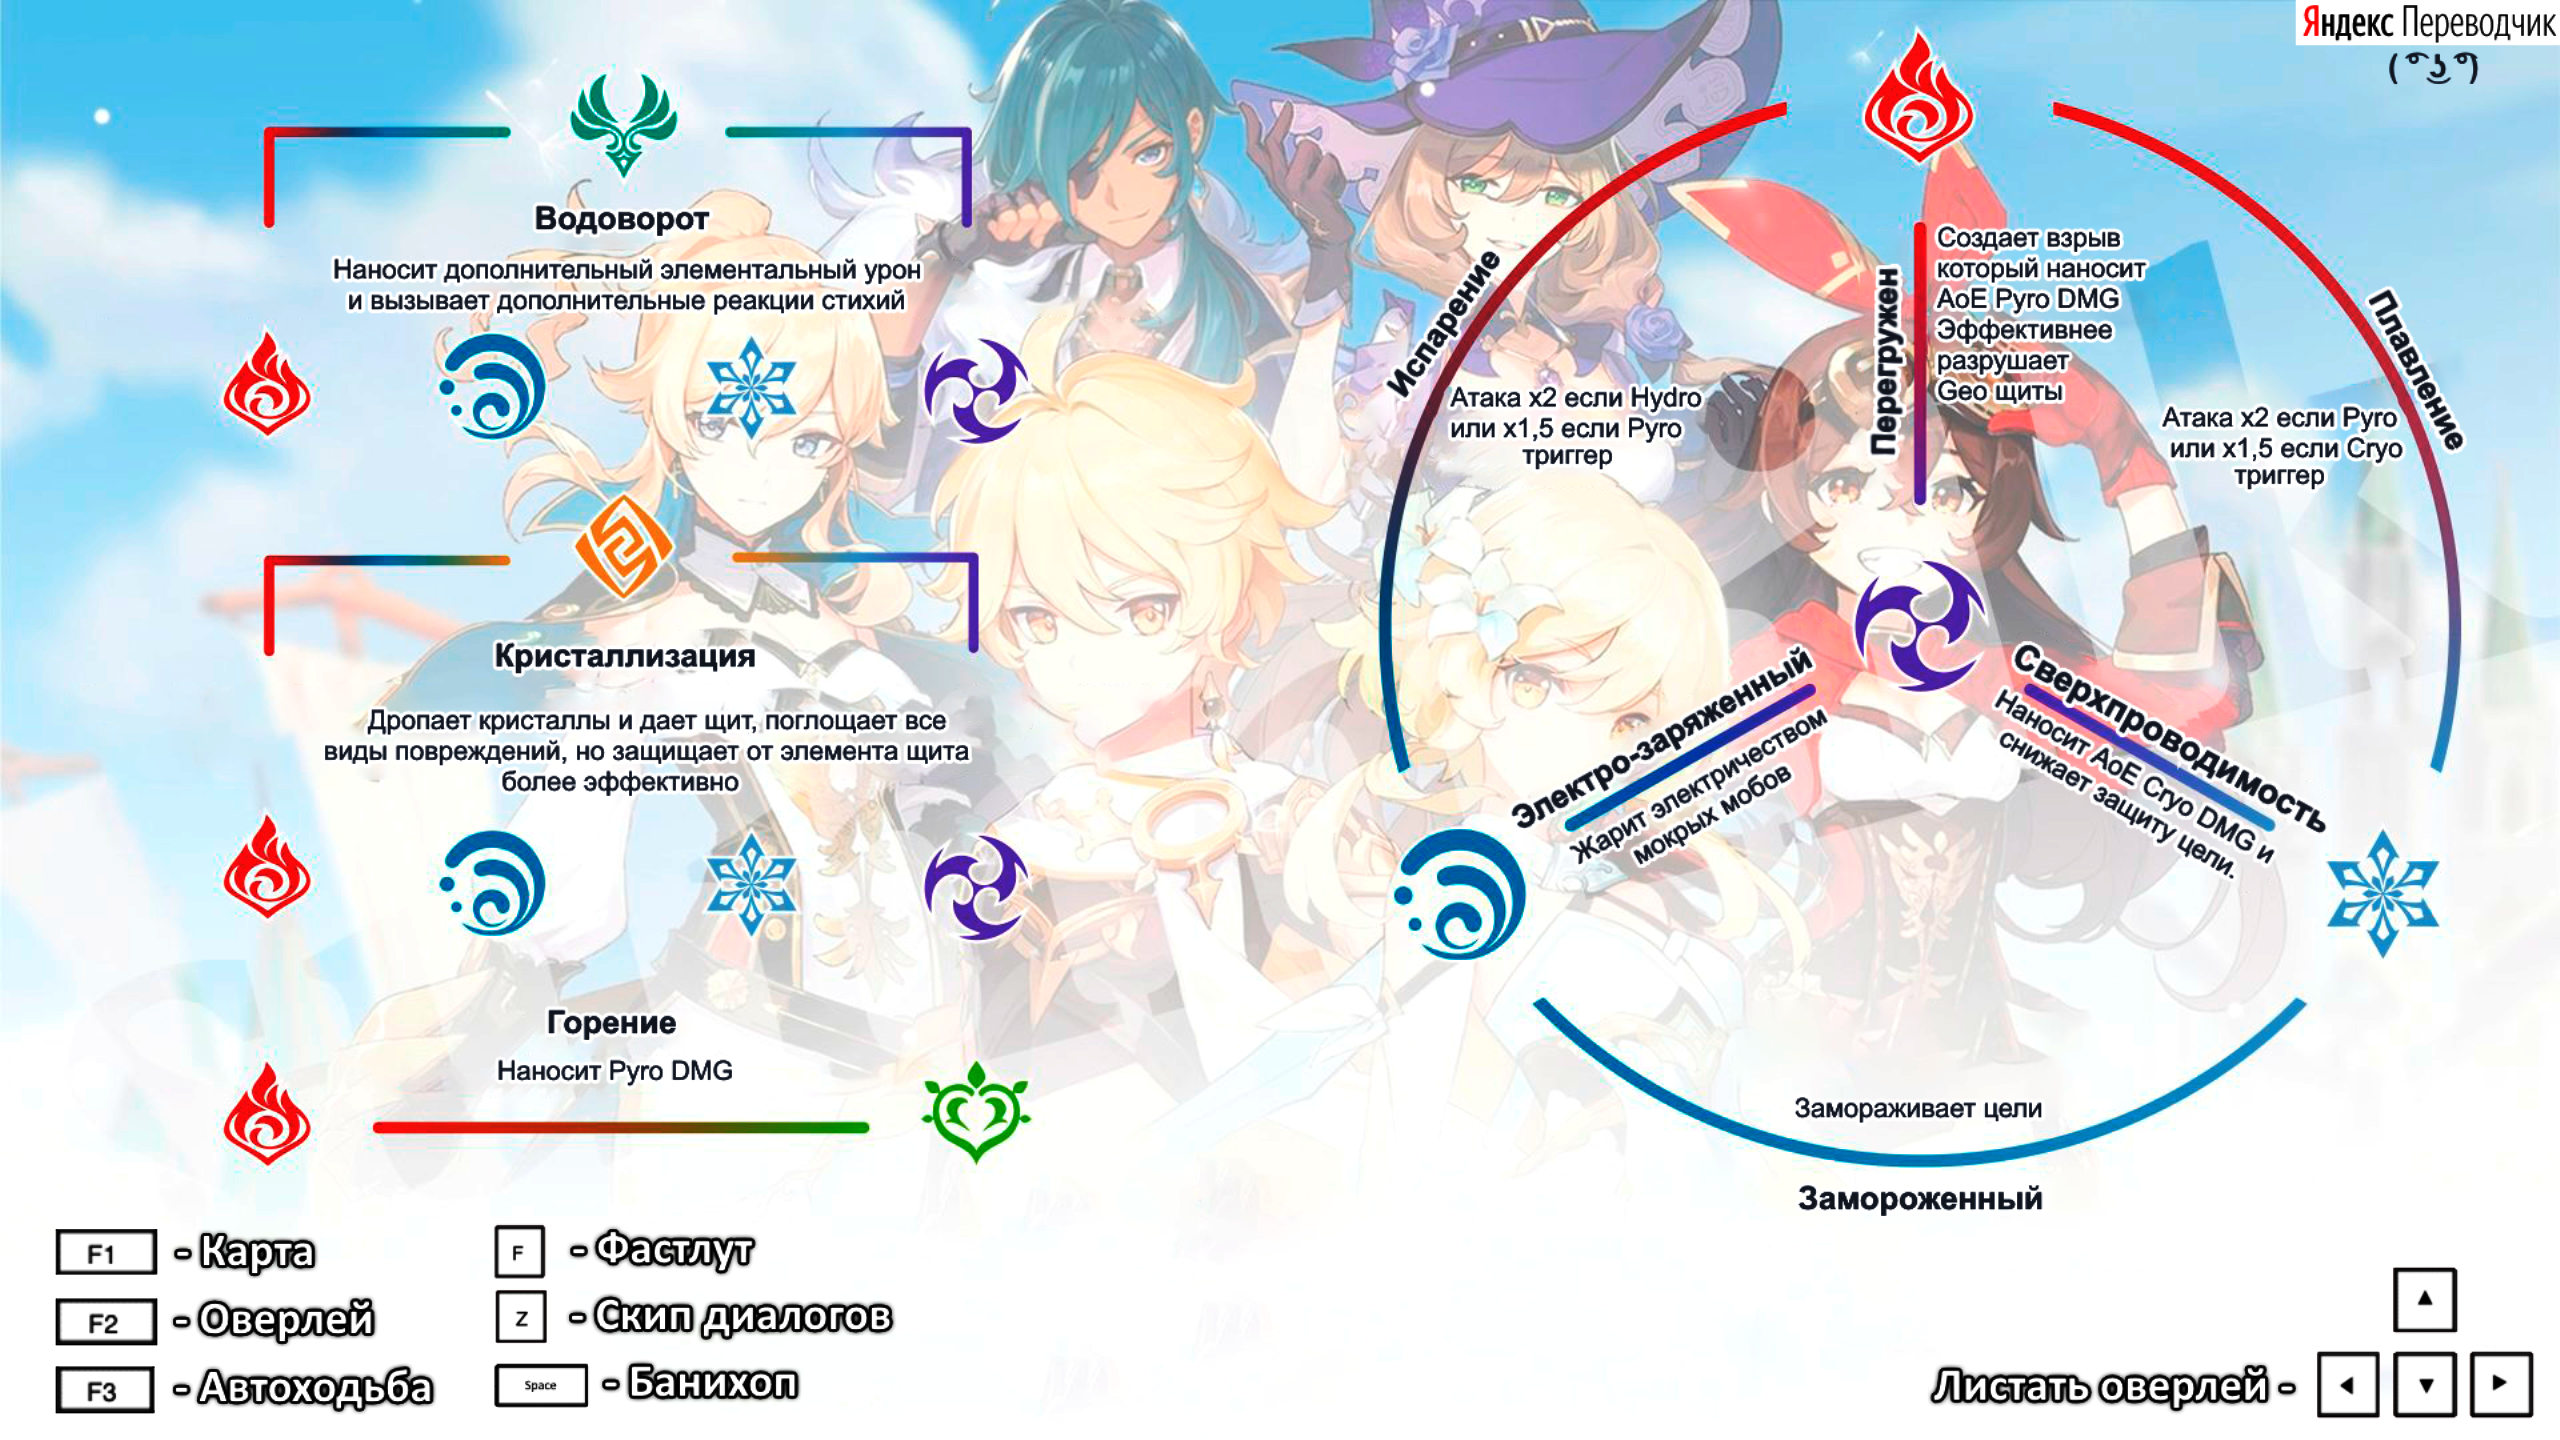 Яндекс Переводчик
( ͡° ͜ʖ ͡°)
Водоворот
Наносит дополнительный элементальный урон
и вызывает дополнительные реакции стихий
Кристаллизация
Дропает кристаллы и дает щит, поглощает все
виды повреждений, но защищает от элемента щита
более эффективно
Горение
Наносит Pyro DMG
Испарение
Атака x2 если Hydro
или x1,5 если Pyro
триггер
Перегружен
Создает взрыв
который наносит
AoE Pyro DMG
Эффективнее
разрушает
Geo щиты
Плавление
Атака x2 если Pyro
или x1,5 если Cryo
триггер
Электро-заряженный
Жарит электричеством
мокрых мобов
Сверхпроводимость
Наносит AoE Cryo DMG и
снижает защиту цели.
Замораживает цели
Замороженный
F1 - Карта
F2 - Оверлей
F3 - Автоходьба
F - Фастлут
Z - Скип диалогов
Space - Банихоп
Листать оверлей -